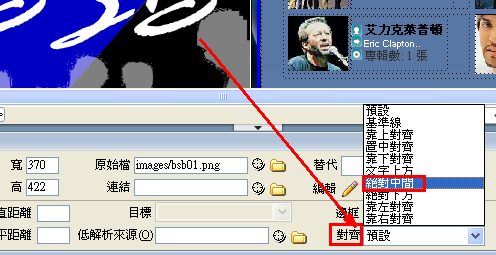 艾力克萊普頓
Eric Clapton..
專輯數: 1 張
預設
基準線
靠上對齊
置中對齊
靠下對齊
文字上方
絕對中間
絕對下方
靠左對齊
靠右對齊
寬 370 原始檔 images/bsb01.png 替代
高 422 連結 編輯
直距離 目標 邊框
平距離 低解析來源(O) 對齊 預設